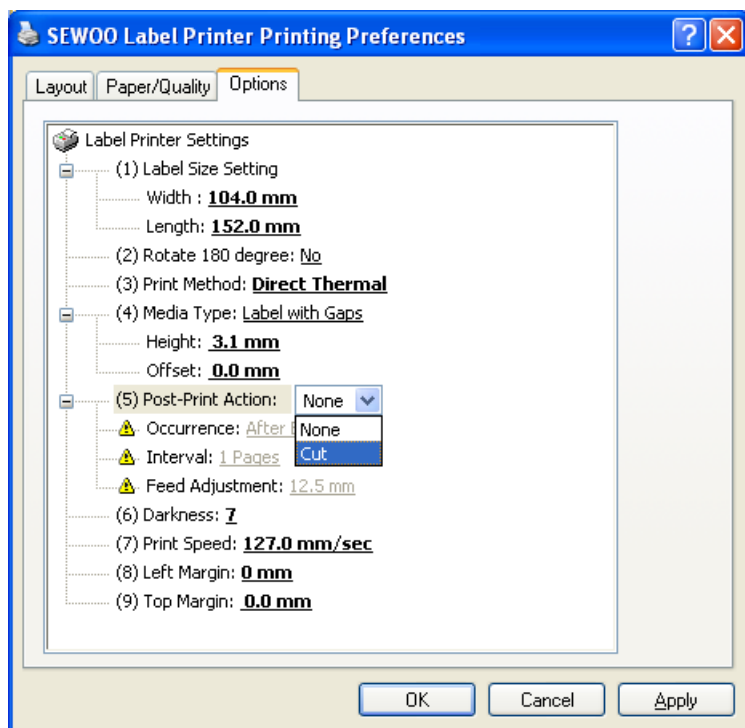 SEWOO Label Printer Printing Preferences
Layout Paper/Quality Options
Label Printer Settings
(1) Label Size Setting
Width : 104.0 mm
Length: 152.0 mm
(2) Rotate 180 degree: No
(3) Print Method: Direct Thermal
(4) Media Type: Label with Gaps
Height: 3.1 mm
Offset: 0.0 mm
(5) Post-Print Action: None
Occurrence: After
None
Interval: 1 Pages
Cut
Feed Adjustment: 12.5 mm
(6) Darkness: 7
(7) Print Speed: 127.0 mm/sec
(8) Left Margin: 0 mm
(9) Top Margin: 0.0 mm
OK Cancel Apply